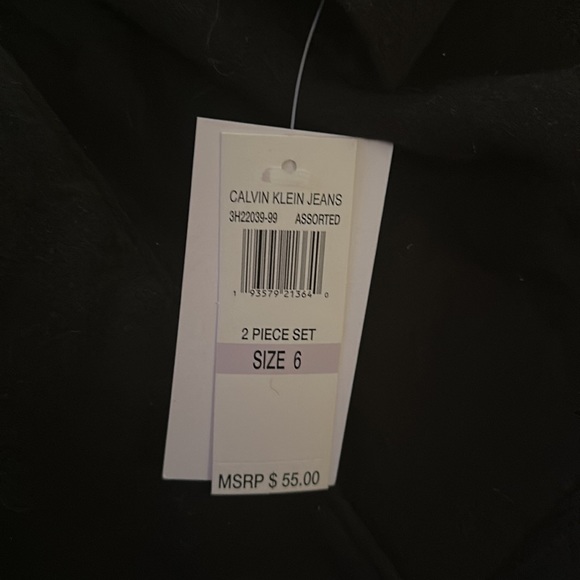 CALVIN KLEIN JEANS
3H22039-99 ASSORTED
1 93579 21364 0
2 PIECE SET
SIZE 6
MSRP $ 55.00